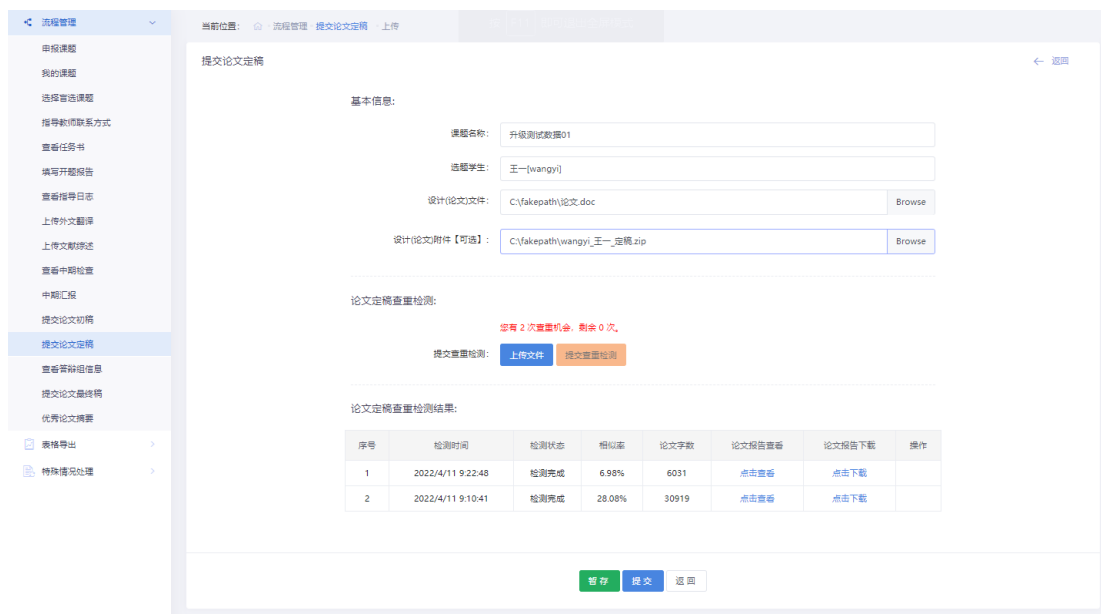 流程管理
申报课题
我的课题
选择盲选课题
指导教师联系方式
查看任务书
填写开题报告
查看指导日志
上传外文翻译
上传文献综述
查看中期检查
中期汇报
提交论文初稿
提交论文定稿
查看答辩组信息
提交论文最终稿
优秀论文摘要
表格导出
特殊情况处理
当前位置: 流程管理 · 提交论文定稿 · 上传
提交论文定稿 ← 返回
基本信息:
课题名称: 升级测试数据01
选题学生: 王一[wangyi]
设计(论文)文件: C:\fakepath\论文.doc Browse
设计(论文)附件【可选】: C:\fakepath\wangyi_王一_定稿.zip Browse
论文定稿查重检测:
您有 2 次查重机会，剩余 0 次。
提交查重检测: 上传文件 提交查重检测
论文定稿查重检测结果:
序号 检测时间 检测状态 相似率 论文字数 论文报告查看 论文报告下载 操作
1 2022/4/11 9:22:48 检测完成 6.98% 6031 点击查看 点击下载
2 2022/4/11 9:10:41 检测完成 28.08% 30919 点击查看 点击下载
暂存 提交 返回